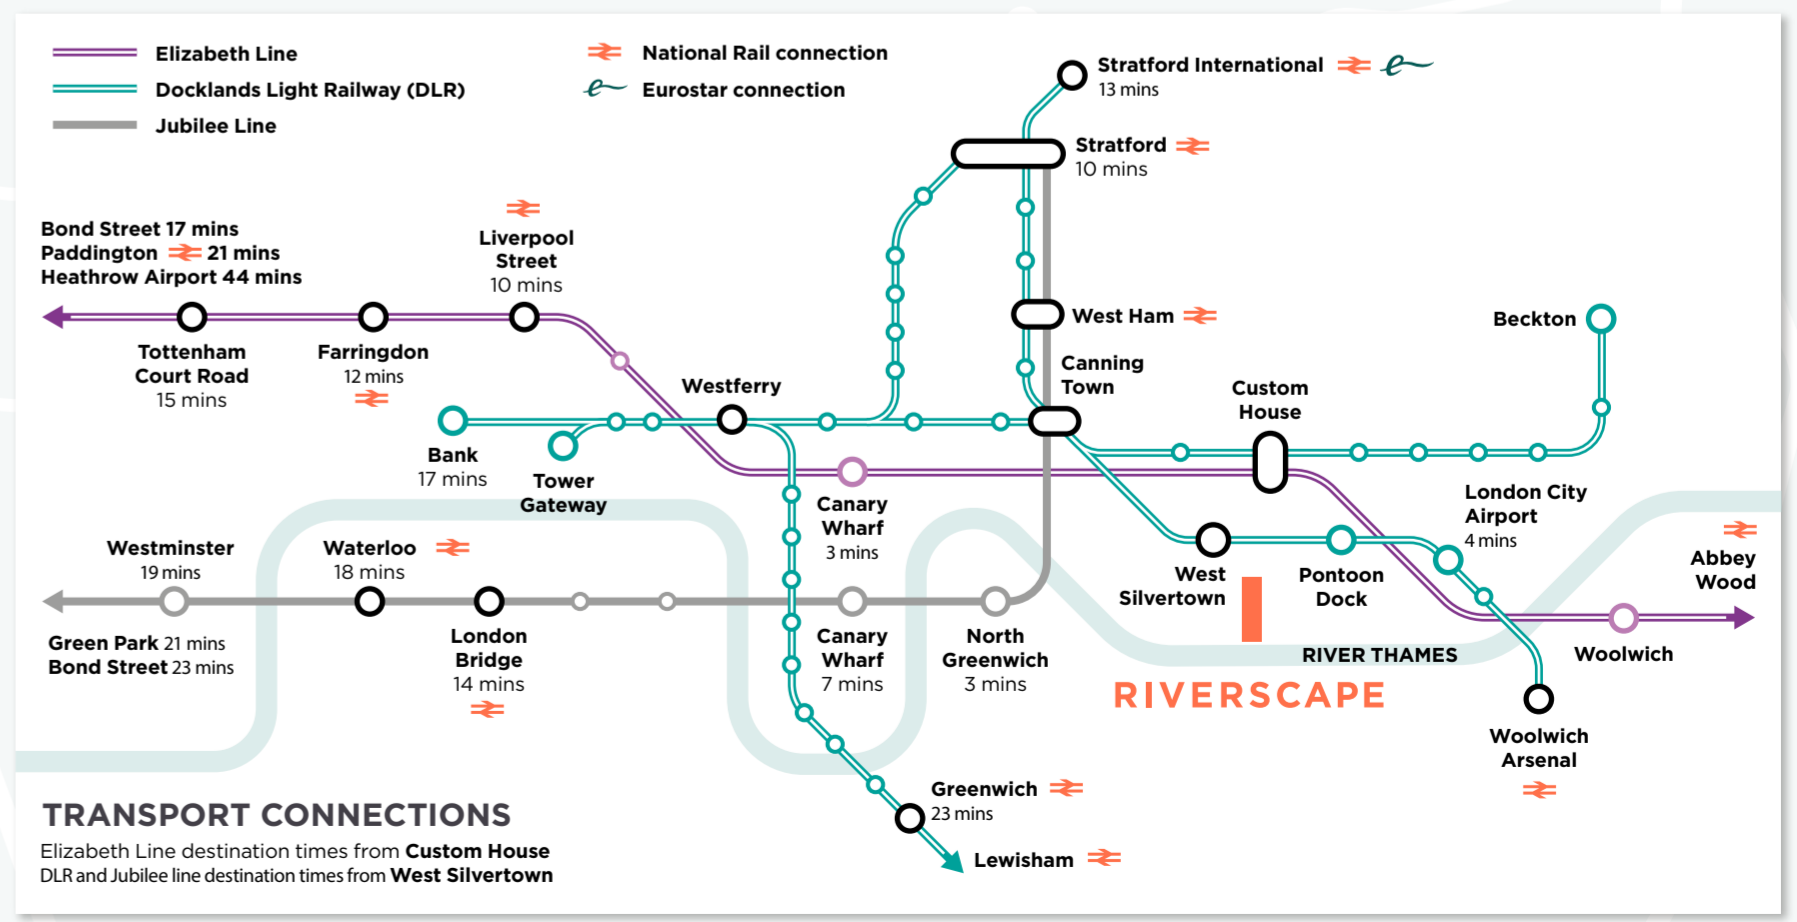 Elizabeth Line
Docklands Light Railway (DLR)
Jubilee Line
National Rail connection
Eurostar connection
Stratford International
13 mins
Stratford
10 mins
Bond Street 17 mins
Paddington 21 mins
Heathrow Airport 44 mins
Liverpool
Street
10 mins
Tottenham
Court Road
15 mins
Farringdon
12 mins
West Ham
Canning
Town
Westferry
Custom
House
Beckton
Bank
17 mins
Tower
Gateway
Canary
Wharf
3 mins
London City
Airport
4 mins
Abbey
Wood
Westminster
19 mins
Waterloo
18 mins
West
Silvertown
Pontoon
Dock
Green Park 21 mins
Bond Street 23 mins
London
Bridge
14 mins
Canary
Wharf
7 mins
North
Greenwich
3 mins
RIVER THAMES
Woolwich
RIVERSCAPE
Woolwich
Arsenal
Greenwich
23 mins
Lewisham
TRANSPORT CONNECTIONS
Elizabeth Line destination times from Custom House
DLR and Jubilee line destination times from West Silvertown